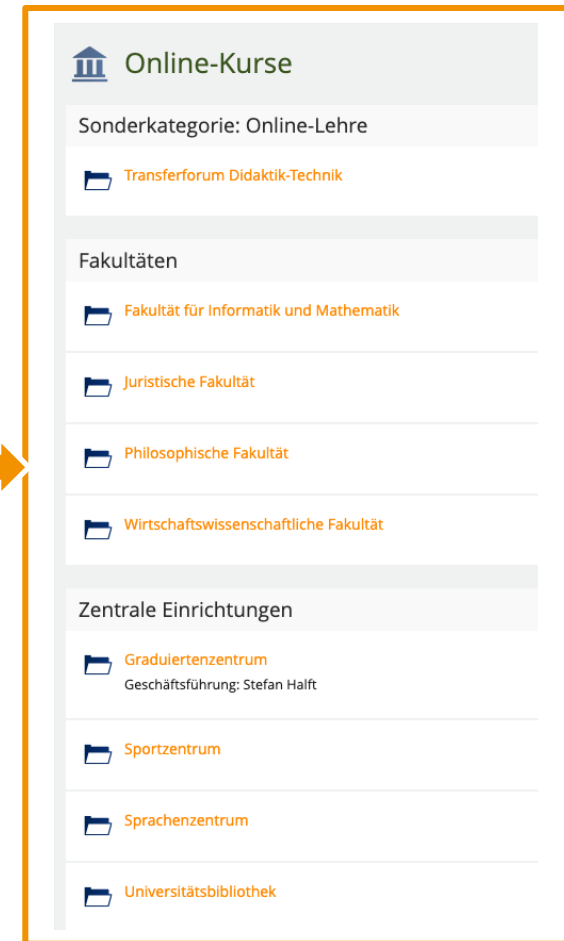 Online-Kurse
Sonderkategorie: Online-Lehre
Transferforum Didaktik-Technik
Fakultäten
Fakultät für Informatik und Mathematik
Juristische Fakultät
Philosophische Fakultät
Wirtschaftswissenschaftliche Fakultät
Zentrale Einrichtungen
Graduiertenzentrum
Geschäftsführung: Stefan Halft
Sportzentrum
Sprachenzentrum
Universitätsbibliothek